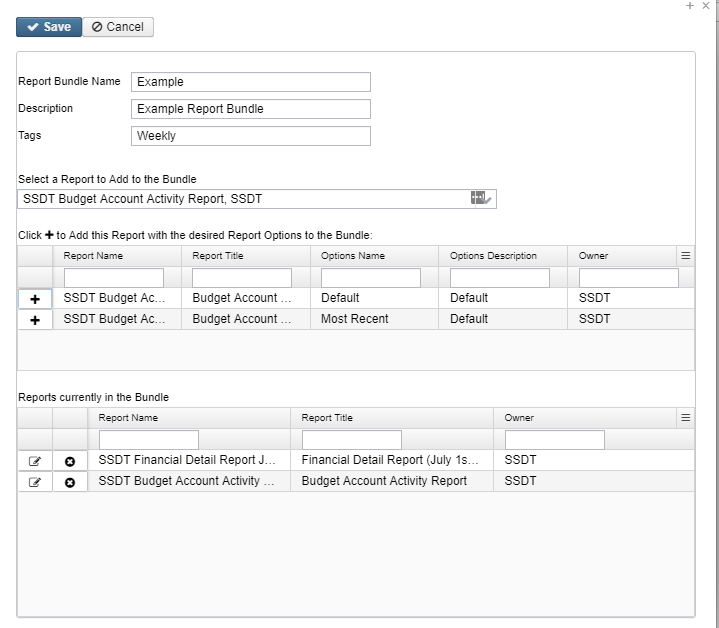 Save Cancel
Report Bundle Name Example
Description Example Report Bundle
Tags Weekly
Select a Report to Add to the Bundle
SSDT Budget Account Activity Report, SSDT
Click + to Add this Report with the desired Report Options to the Bundle:
Report Name Report Title Options Name Options Description Owner
SSDT Budget Ac... Budget Account ... Default Default SSDT
SSDT Budget Ac... Budget Account ... Most Recent Default SSDT
Reports currently in the Bundle
Report Name Report Title Owner
SSDT Financial Detail Report J... Financial Detail Report (July 1s... SSDT
SSDT Budget Account Activity ... Budget Account Activity Report SSDT